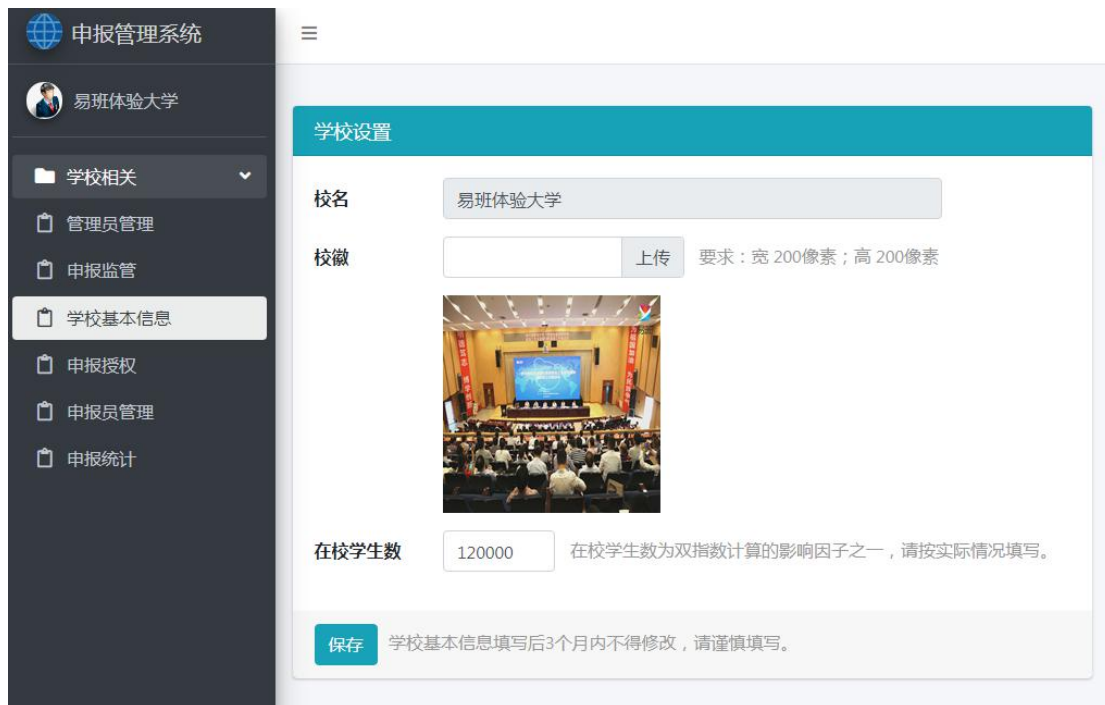 申报管理系统
易班体验大学
学校相关
管理员管理
申报监管
学校基本信息
申报授权
申报员管理
申报统计
学校设置
校名 易班体验大学
校徽 上传 要求：宽 200像素；高 200像素
在校学生数 120000 在校学生数为双指数计算的影响因子之一，请按实际情况填写。
保存 学校基本信息填写后3个月内不得修改，请谨慎填写。